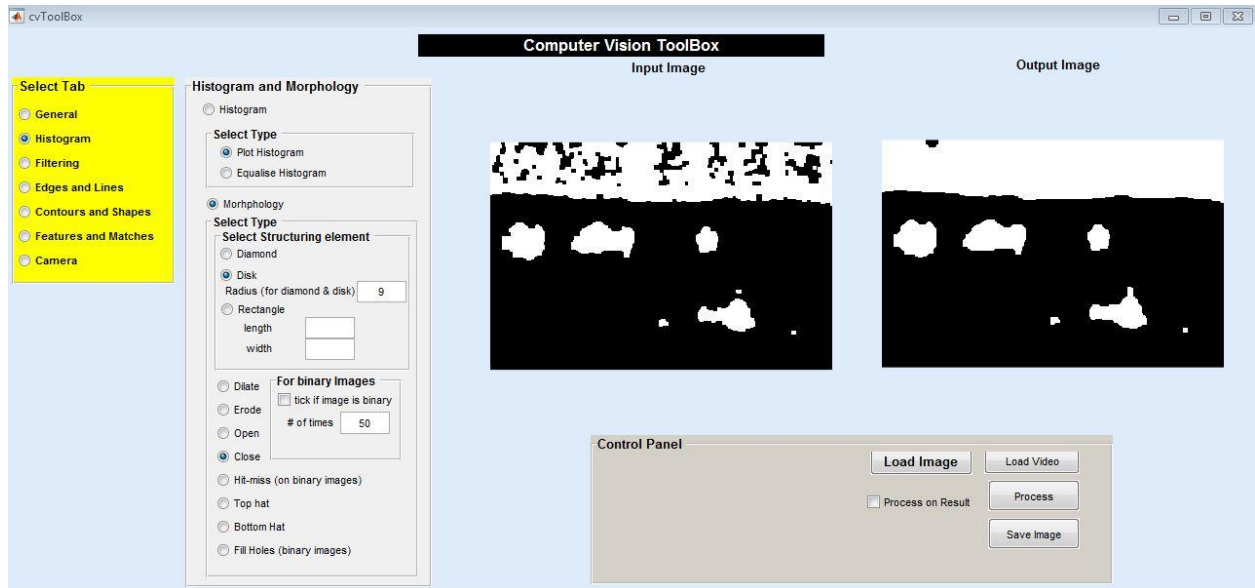 cvToolBox
Computer Vision ToolBox
Input Image
Output Image
Select Tab
General
Histogram
Filtering
Edges and Lines
Contours and Shapes
Features and Matches
Camera
Histogram and Morphology
Histogram
Select Type
Plot Histogram
Equalise Histogram
Morhphology
Select Type
Select Structuring element
Diamond
Disk
Radius (for diamond & disk) 9
Rectangle
length
width
Dilate
Erode
Open
Close
For binary Images
tick if image is binary
# of times 50
Hit-miss (on binary images)
Top hat
Bottom Hat
Fill Holes (binary images)
Control Panel
Load Image
Load Video
Process on Result
Process
Save Image